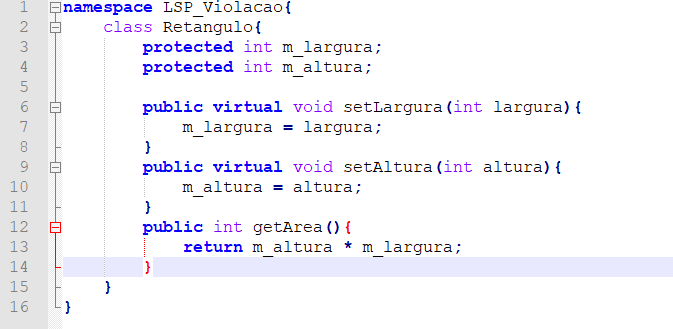 1 namespace LSP_Violacao{
2 class Retangulo{
3 protected int m_largura;
4 protected int m_altura;
5
6 public virtual void setLargura(int largura){
7 m_largura = largura;
8 }
9 public virtual void setAltura(int altura){
10 m_altura = altura;
11 }
12 public int getArea(){
13 return m_altura * m_largura;
14 }
15 }
16 }